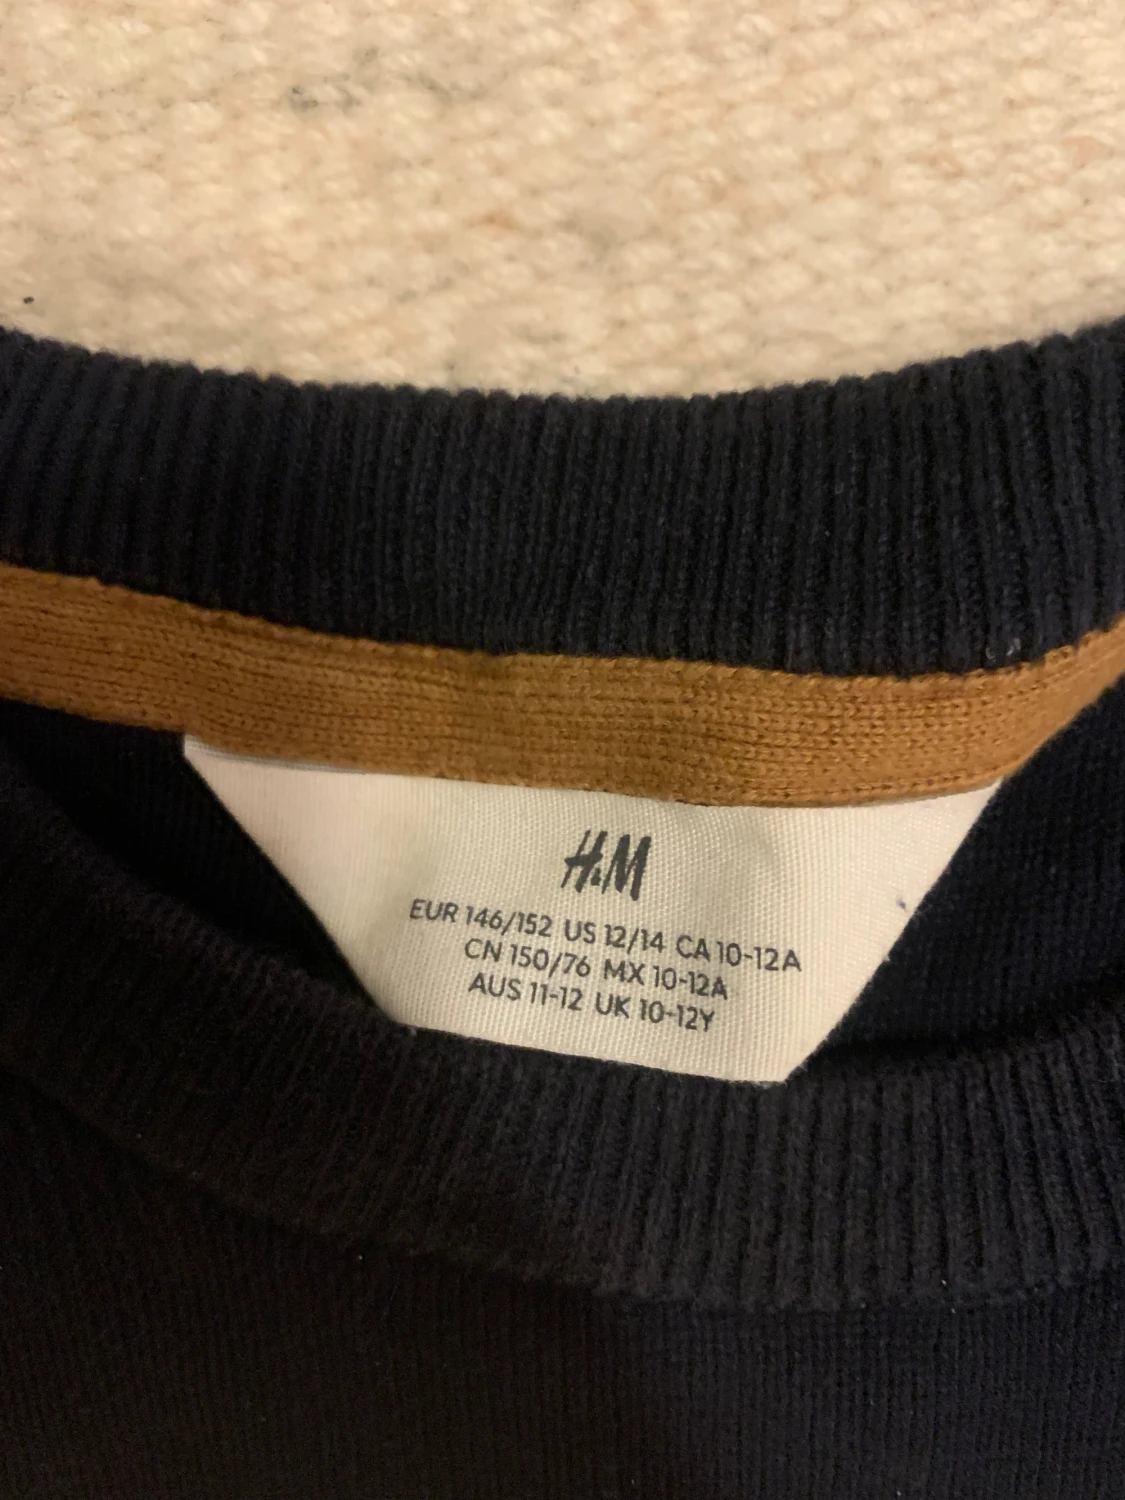 H&M
EUR 146/152 US 12/14 CA 10-12A
CN 150/76 MX 10-12A
AUS 11-12 UK 10-12Y